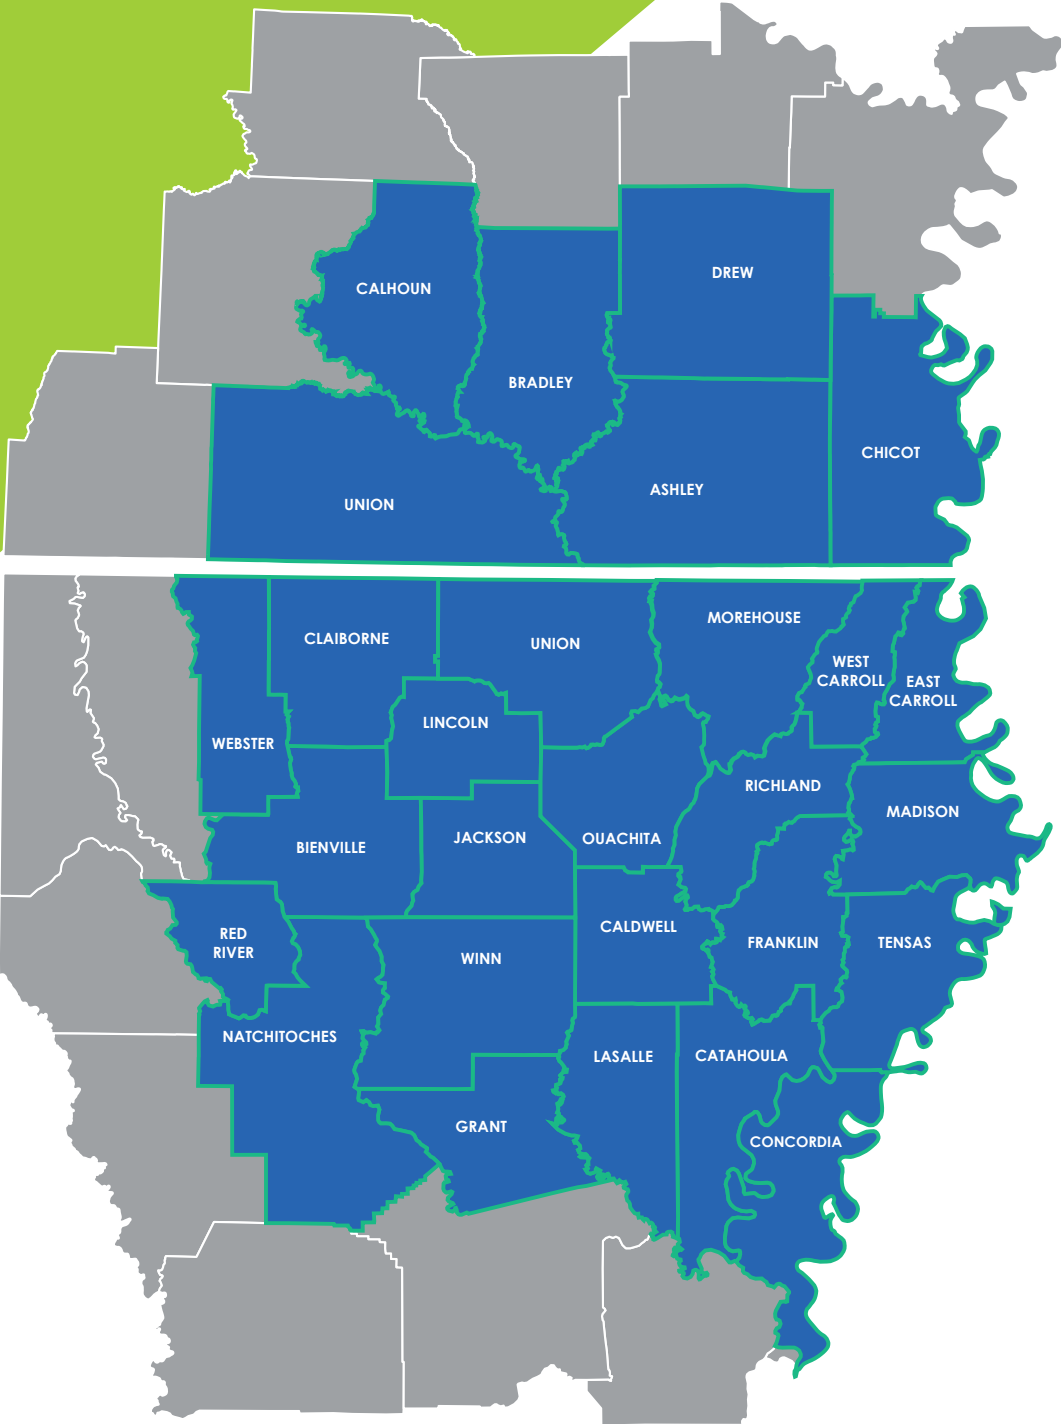 DREW
CALHOUN
BRADLEY
CHICOT
ASHLEY
UNION
MOREHOUSE
CLAIBORNE
UNION
WEST
CARROLL
EAST
CARROLL
LINCOLN
WEBSTER
RICHLAND
MADISON
JACKSON
OUACHITA
BIENVILLE
CALDWELL
RED
RIVER
FRANKLIN
TENSAS
WINN
NATCHITOCHES
LASALLE
CATAHOULA
GRANT
CONCORDIA